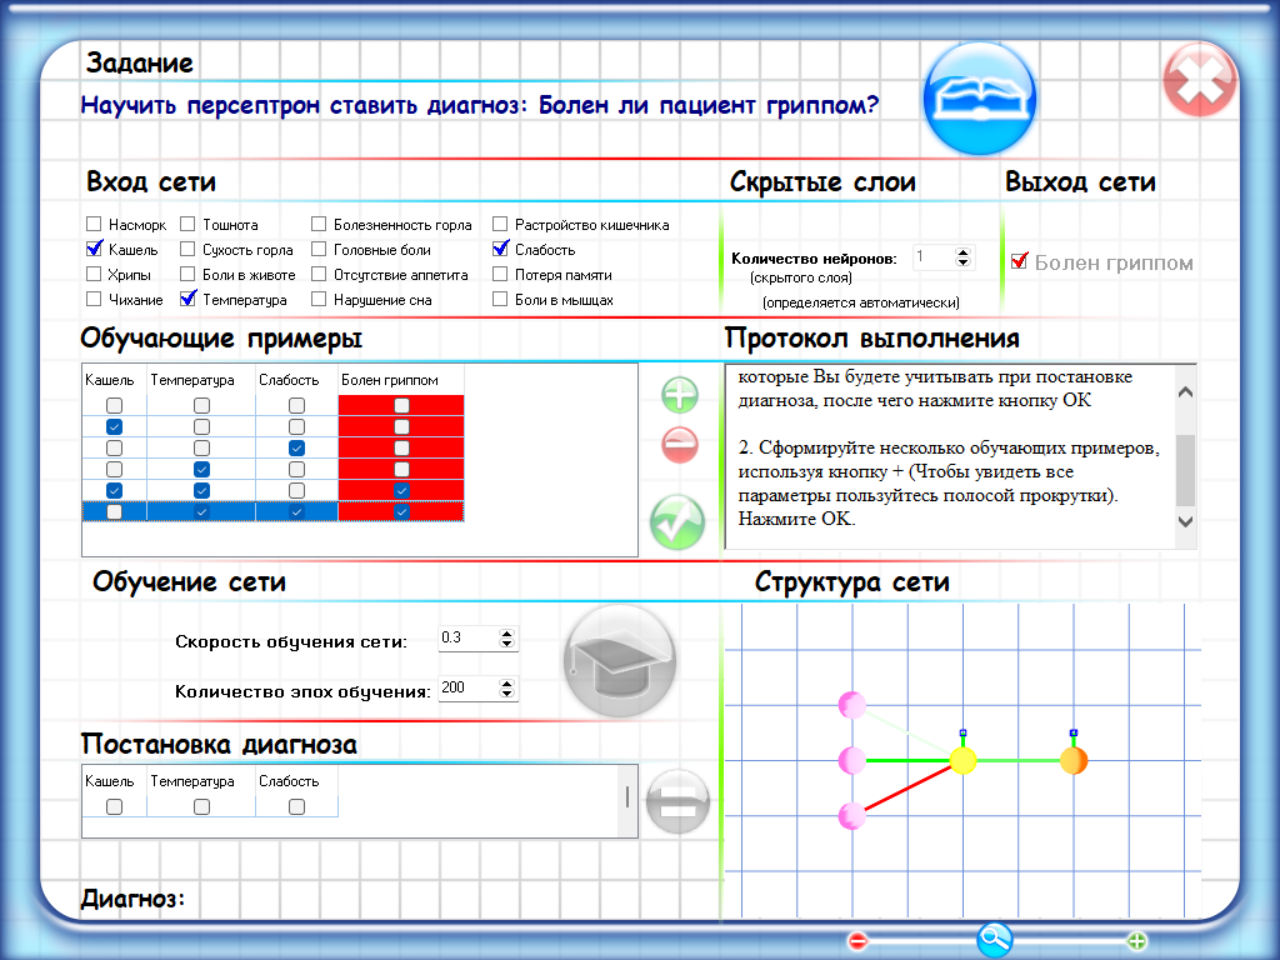 Задание
Научить персептрон ставить диагноз: Болен ли пациент гриппом?
Вход сети
Скрытые слои
Выход сети
Насморк Тошнота Болезненность горла Растройство кишечника
Кашель Сухость горла Головные боли Слабость
Хрипы Боли в животе Отсутствие аппетита Потеря памяти
Чихание Температура Нарушение сна Боли в мышцах
Количество нейронов: 1
(скрытого слоя)
(определяется автоматически)
Болен гриппом
Обучающие примеры
Кашель Температура Слабость Болен гриппом
Протокол выполнения
которые Вы будете учитывать при постановке
диагноза, после чего нажмите кнопку ОК
2. Сформируйте несколько обучающих примеров,
используя кнопку + (Чтобы увидеть все
параметры пользуйтесь полосой прокрутки).
Нажмите ОК.
Обучение сети
Скорость обучения сети: 0.3
Количество эпох обучения: 200
Структура сети
Постановка диагноза
Кашель Температура Слабость
Диагноз: